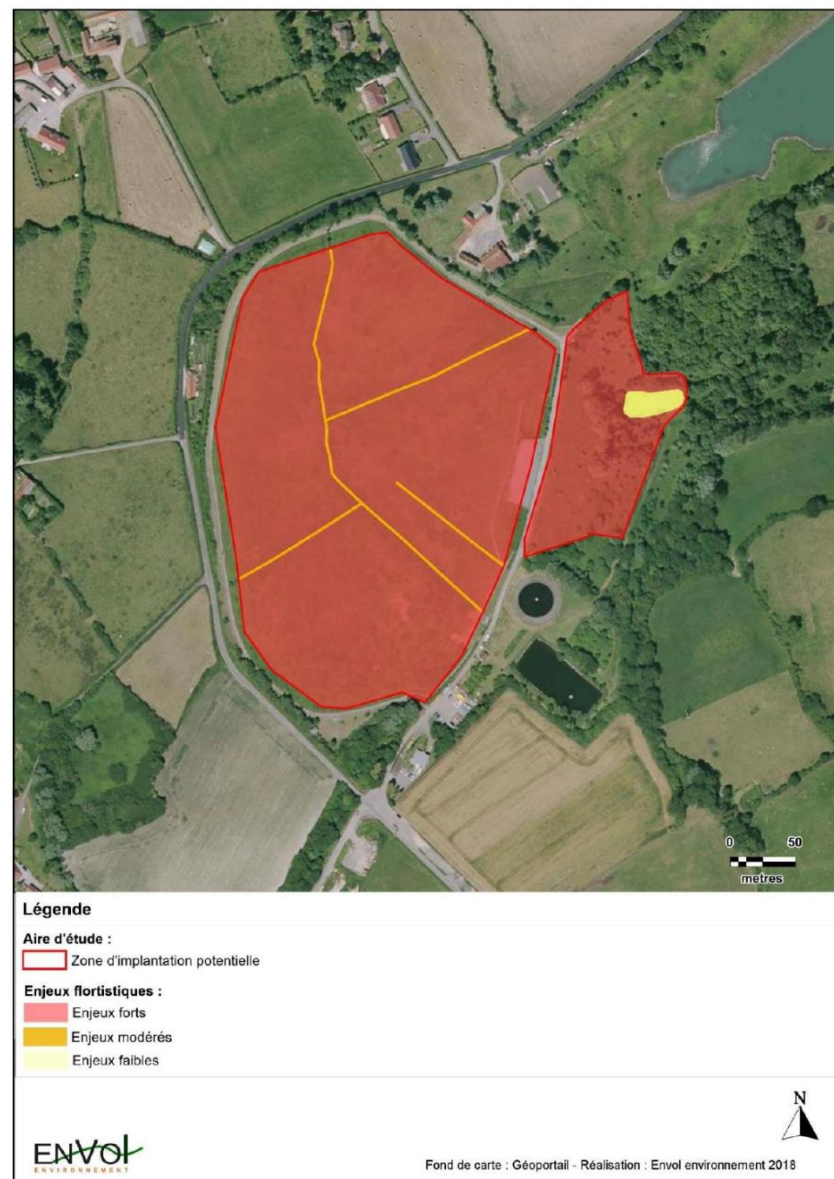 0 50
metres
Légende
Aire d'étude :
Zone d'implantation potentielle
Enjeux flortistiques :
Enjeux forts
Enjeux modérés
Enjeux faibles
N
ENVOl
ENVIRONNEMENT
Fond de carte : Géoportail - Réalisation : Envol environnement 2018